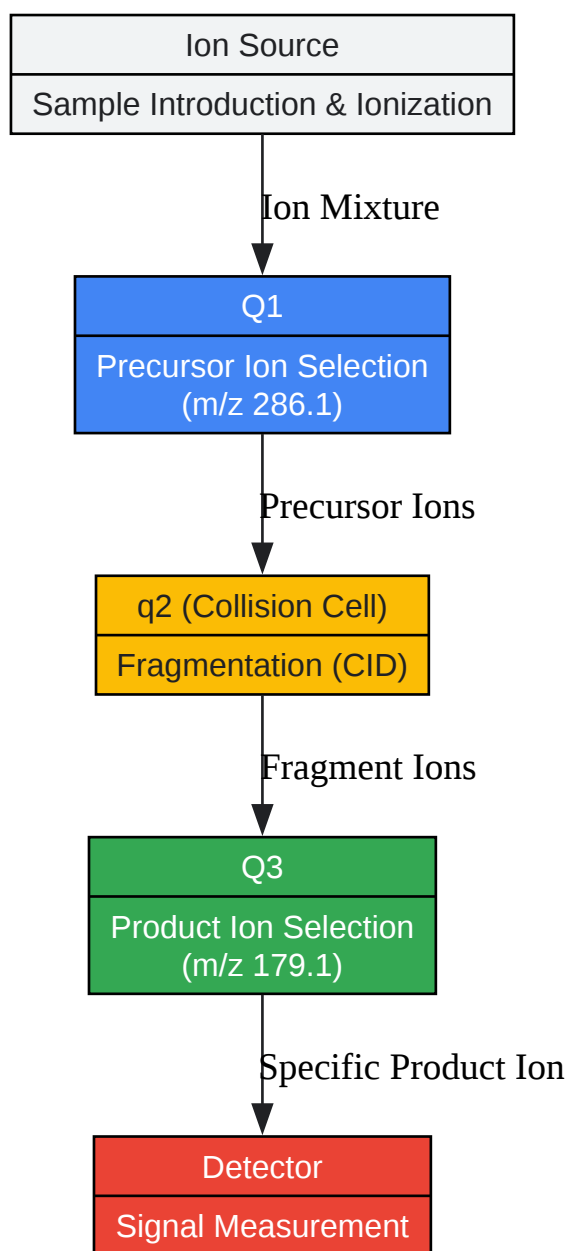 Ion Source
Sample Introduction & Ionization
Ion Mixture
Q1
Precursor Ion Selection
(m/z 286.1)
Precursor Ions
q2 (Collision Cell)
Fragmentation (CID)
Fragment Ions
Q3
Product Ion Selection
(m/z 179.1)
Specific Product Ion
Detector
Signal Measurement